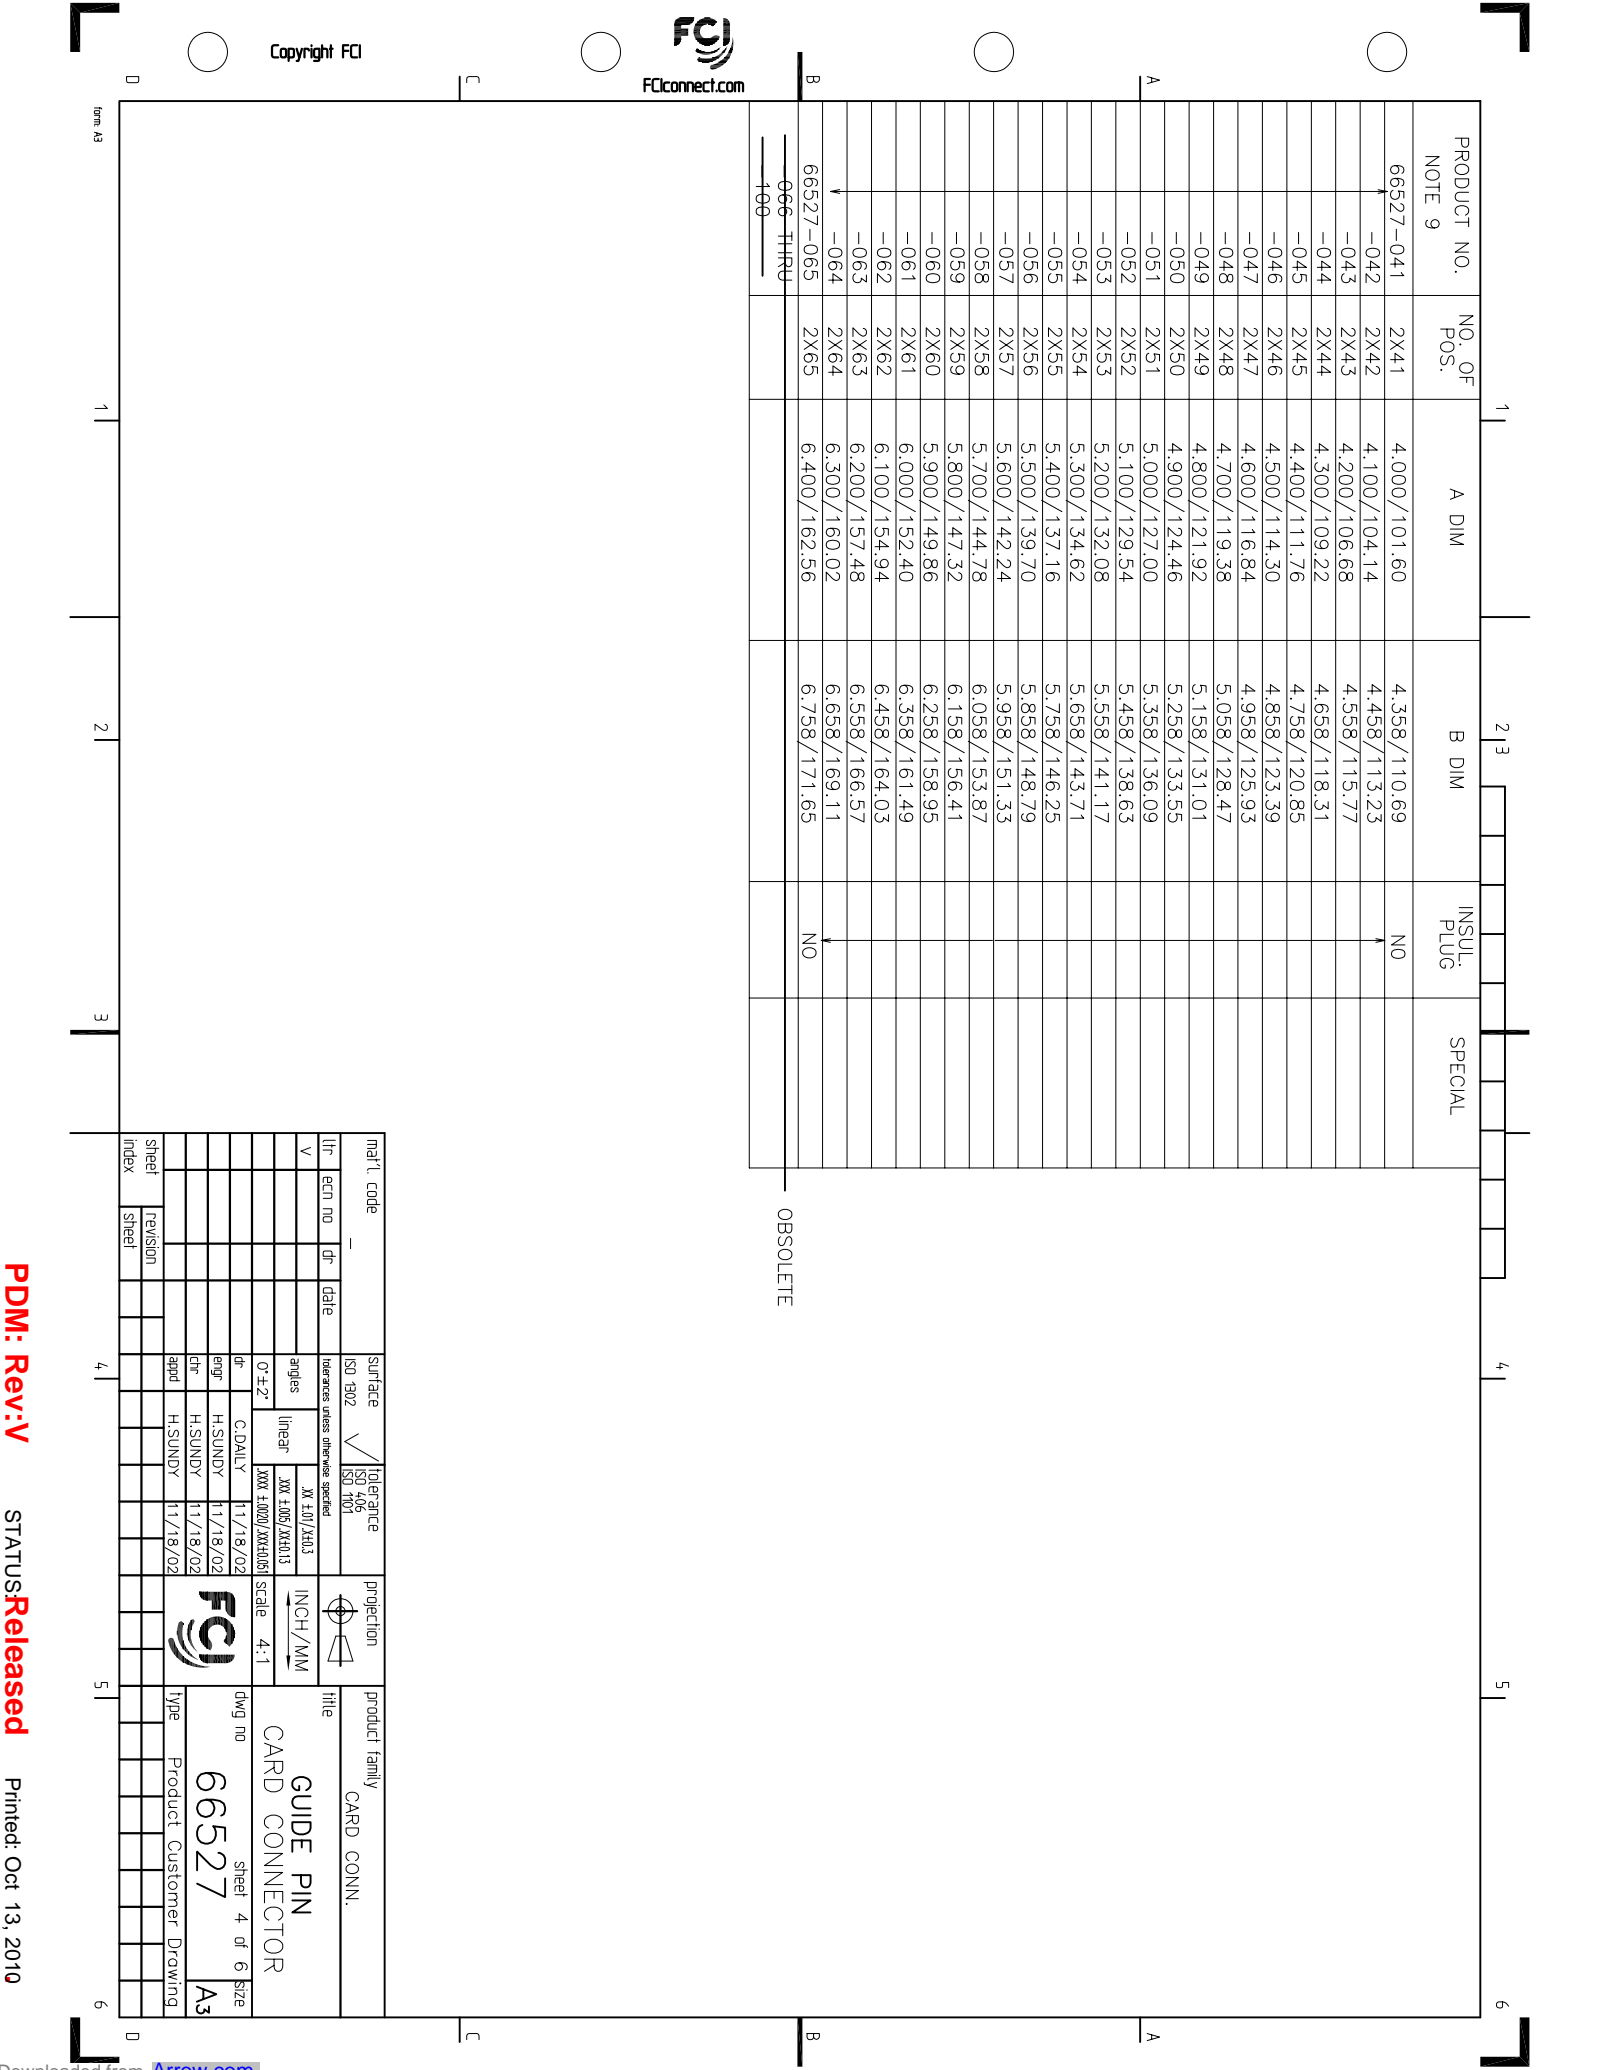 PRODUCT NO. NOTE 9 NO. OF POS. A DIM B DIM INSUL. PLUG SPECIAL
66527-041 2X41 4.000/101.60 4.358/110.69 NO
-042 2X42 4.100/104.14 4.458/113.23
-043 2X43 4.200/106.68 4.558/115.77
-044 2X44 4.300/109.22 4.658/118.31
-045 2X45 4.400/111.76 4.758/120.85
-046 2X46 4.500/114.30 4.858/123.39
-047 2X47 4.600/116.84 4.958/125.93
-048 2X48 4.700/119.38 5.058/128.47
-049 2X49 4.800/121.92 5.158/131.01
-050 2X50 4.900/124.46 5.258/133.55
-051 2X51 5.000/127.00 5.358/136.09
-052 2X52 5.100/129.54 5.458/138.63
-053 2X53 5.200/132.08 5.558/141.17
-054 2X54 5.300/134.62 5.658/143.71
-055 2X55 5.400/137.16 5.758/146.25
-056 2X56 5.500/139.70 5.858/148.79
-057 2X57 5.600/142.24 5.958/151.33
-058 2X58 5.700/144.78 6.058/153.87
-059 2X59 5.800/147.32 6.158/156.41
-060 2X60 5.900/149.86 6.258/158.95
-061 2X61 6.000/152.40 6.358/161.49
-062 2X62 6.100/154.94 6.458/164.03
-063 2X63 6.200/157.48 6.558/166.57
-064 2X64 6.300/160.02 6.658/169.11
66527-065 2X65 6.400/162.56 6.758/171.65 NO
-066 THRU OBSOLETE
-100
1 2 3 4 5 6
A B C D
A B C D
FCI
FCIconnect.com
Copyright FCI
form: A3
mat'l. code -
surface
ISO 1302
tolerance
ISO 406
ISO 1101
projection
product family
CARD CONN.
ltr ecn no dr date
V
tolerances unless otherwise specified
angles
0°±2°
linear
.XX ±.01/.X±0.3
.XXX ±.005/.XX±0.13
.XXXX ±.0020/.XXX±0.051
INCH/MM
scale 4:1
title
GUIDE PIN
CARD CONNECTOR
dr C.DAILY 11/18/02
engr H.SUNDY 11/18/02
chr H.SUNDY 11/18/02
appd H.SUNDY 11/18/02
FCI
dwg no 66527
sheet 4 of 6
size A3
type Product Customer Drawing
sheet index
revision
sheet
1 2 3 4 5 6
PDM: Rev:V STATUS:Released Printed: Oct 13, 2010
Downloaded from Arrow.com.